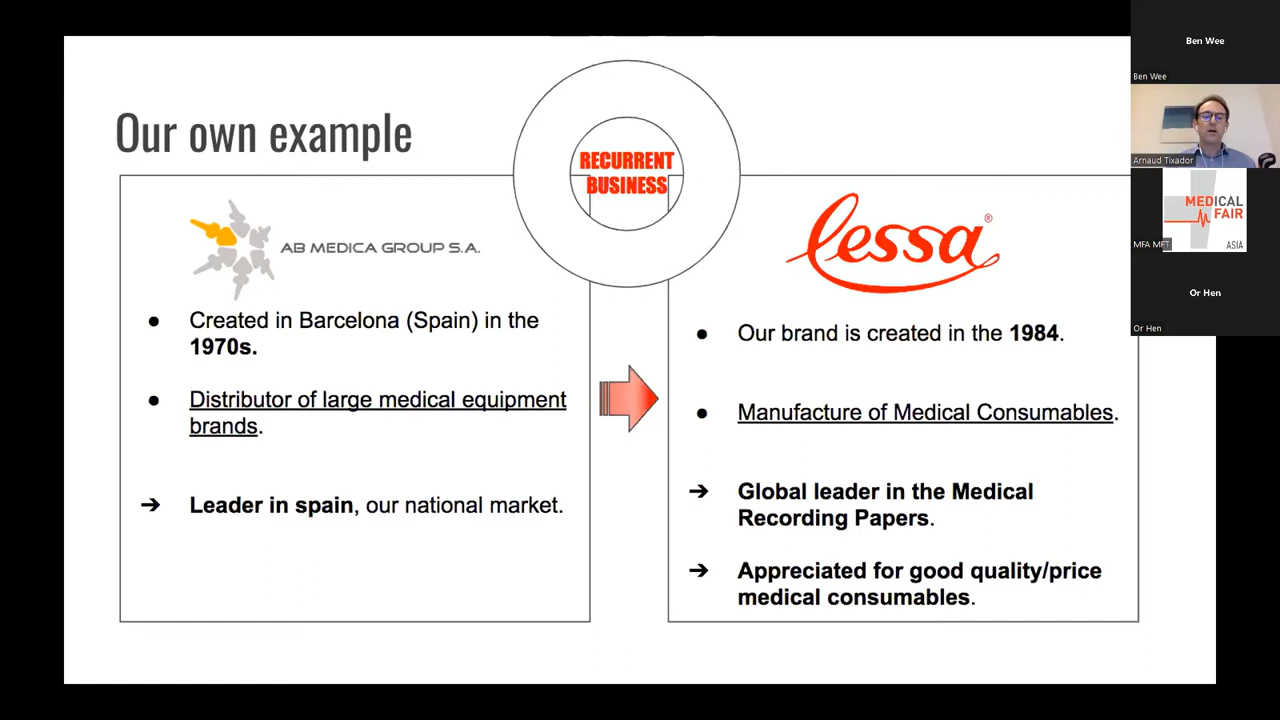 Our own example
RECURRENT
BUSINESS
AB MEDICA GROUP S.A.
Created in Barcelona (Spain) in the
1970s.
Distributor of large medical equipment
brands.
Leader in spain, our national market.
lessa®
Our brand is created in the 1984.
Manufacture of Medical Consumables.
Global leader in the Medical
Recording Papers.
Appreciated for good quality/price
medical consumables.
Ben Wee
Ben Wee
Arnaud Tixador
MEDICAL
FAIR
ASIA
MFA MFT
Or Hen
Or Hen